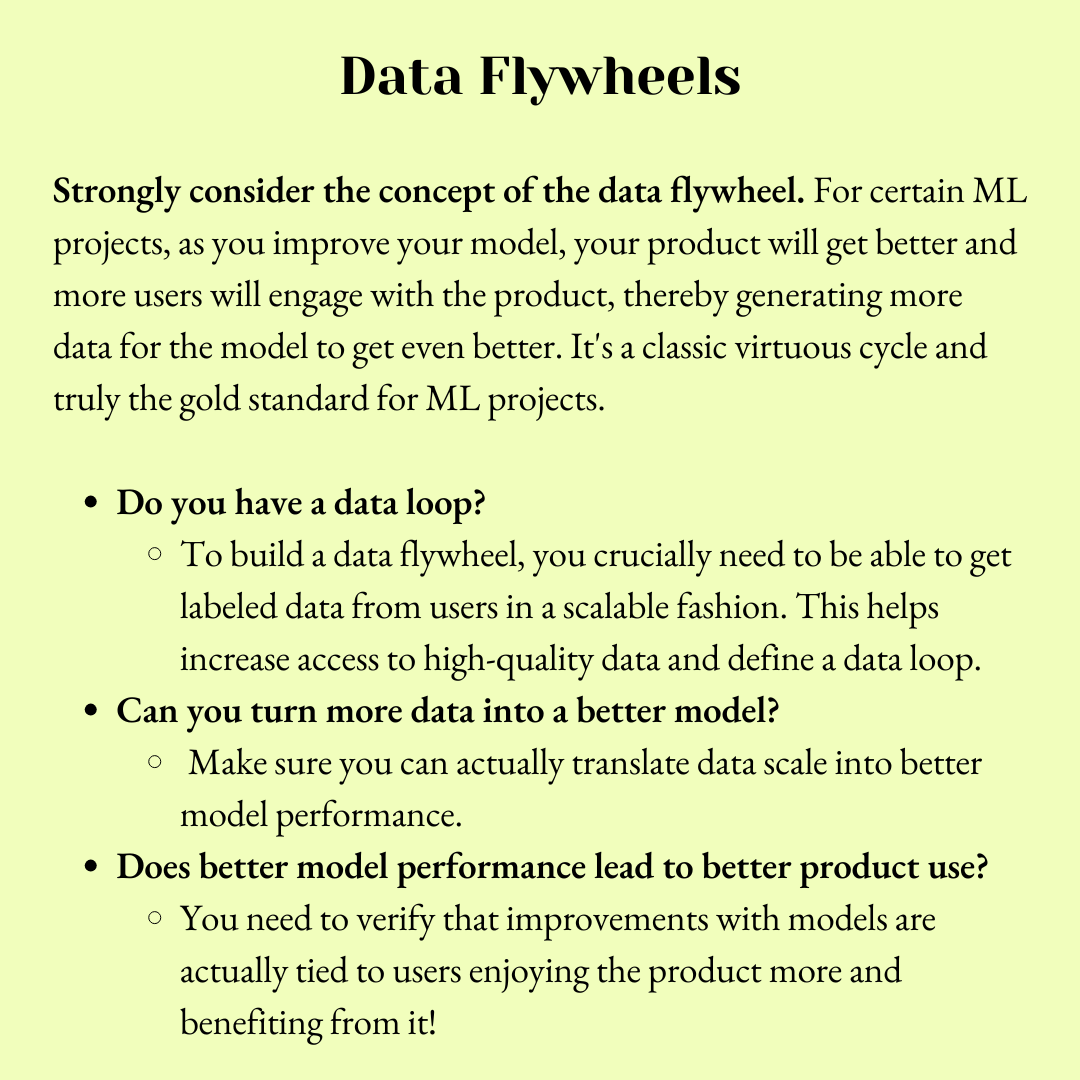 Data Flywheels
Strongly consider the concept of the data flywheel. For certain ML
projects, as you improve your model, your product will get better and
more users will engage with the product, thereby generating more
data for the model to get even better. It's a classic virtuous cycle and
truly the gold standard for ML projects.
• Do you have a data loop?
○ To build a data flywheel, you crucially need to be able to get
labeled data from users in a scalable fashion. This helps
increase access to high-quality data and define a data loop.
• Can you turn more data into a better model?
○ Make sure you can actually translate data scale into better
model performance.
• Does better model performance lead to better product use?
○ You need to verify that improvements with models are
actually tied to users enjoying the product more and
benefiting from it!